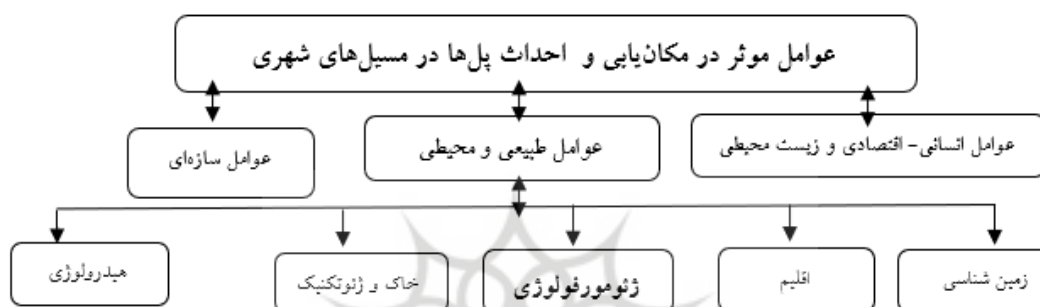 عوامل موثر در مکان‌یابی و احداث پل‌ها در مسیل‌های شهری
عوامل انسانی- اقتصادی و زیست محیطی
عوامل طبیعی و محیطی
عوامل سازه‌ای
زمین شناسی
اقلیم
ژئومورفولوژی
خاک و ژئوتکنیک
هیدرولوژی